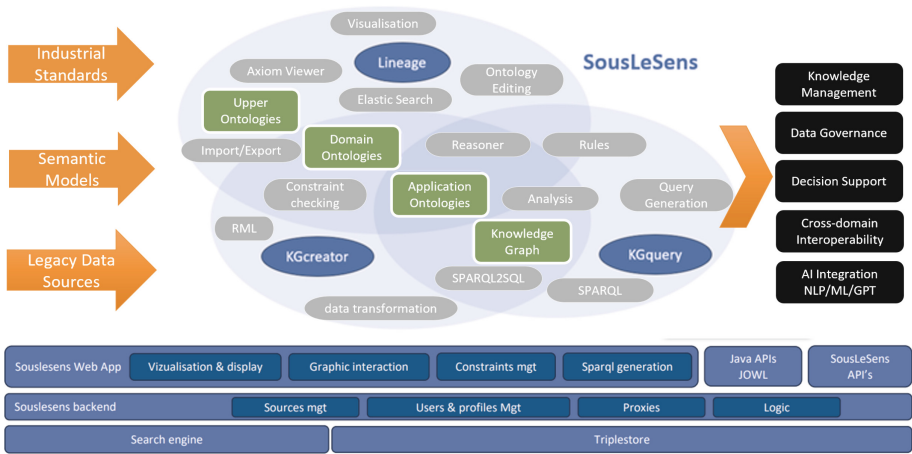 Industrial
Standards
Semantic
Models
Legacy Data
Sources
Visualisation
Lineage
SousLeSens
Axiom Viewer
Ontology
Editing
Elastic Search
Upper
Ontologies
Import/Export
Domain
Ontologies
Reasoner
Rules
Constraint
checking
Application
Ontologies
Analysis
Query
Generation
RML
KGcreator
Knowledge
Graph
KGquery
SPARQL2SQL
SPARQL
data transformation
Knowledge
Management
Data Governance
Decision Support
Cross-domain
Interoperability
AI Integration
NLP/ML/GPT
Souslesens Web App
Vizualisation & display
Graphic interaction
Constraints mgt
Sparql generation
Java APIs
JOWL
SousLeSens
API's
Souslesens backend
Sources mgt
Users & profiles Mgt
Proxies
Logic
Search engine
Triplestore